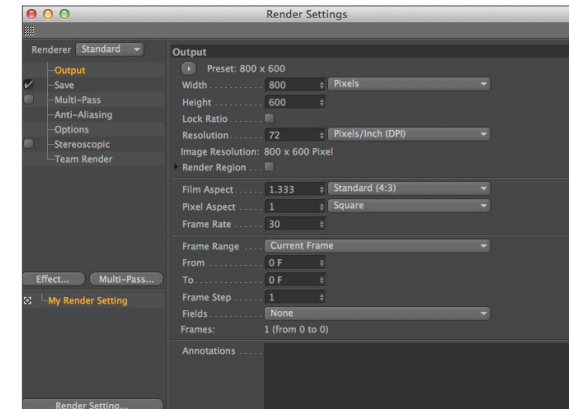 Render Settings
Renderer Standard
Output
Save
Multi-Pass
Anti-Aliasing
Options
Stereoscopic
Team Render
Effect... Multi-Pass...
My Render Setting
Render Setting...
Output
Preset: 800 x 600
Width . . . . . . . . . . 800 Pixels
Height . . . . . . . . . 600
Lock Ratio . . . . . . .
Resolution . . . . . . 72 Pixels/Inch (DPI)
Image Resolution: 800 x 600 Pixel
Render Region . . .
Film Aspect . . . . . 1.333 Standard (4:3)
Pixel Aspect . . . . . 1 Square
Frame Rate . . . . . 30
Frame Range . . . . Current Frame
From . . . . . . . . . . . 0 F
To . . . . . . . . . . . . . 0 F
Frame Step . . . . . 1
Fields . . . . . . . . . . None
Frames: 1 (from 0 to 0)
Annotations . . . . .